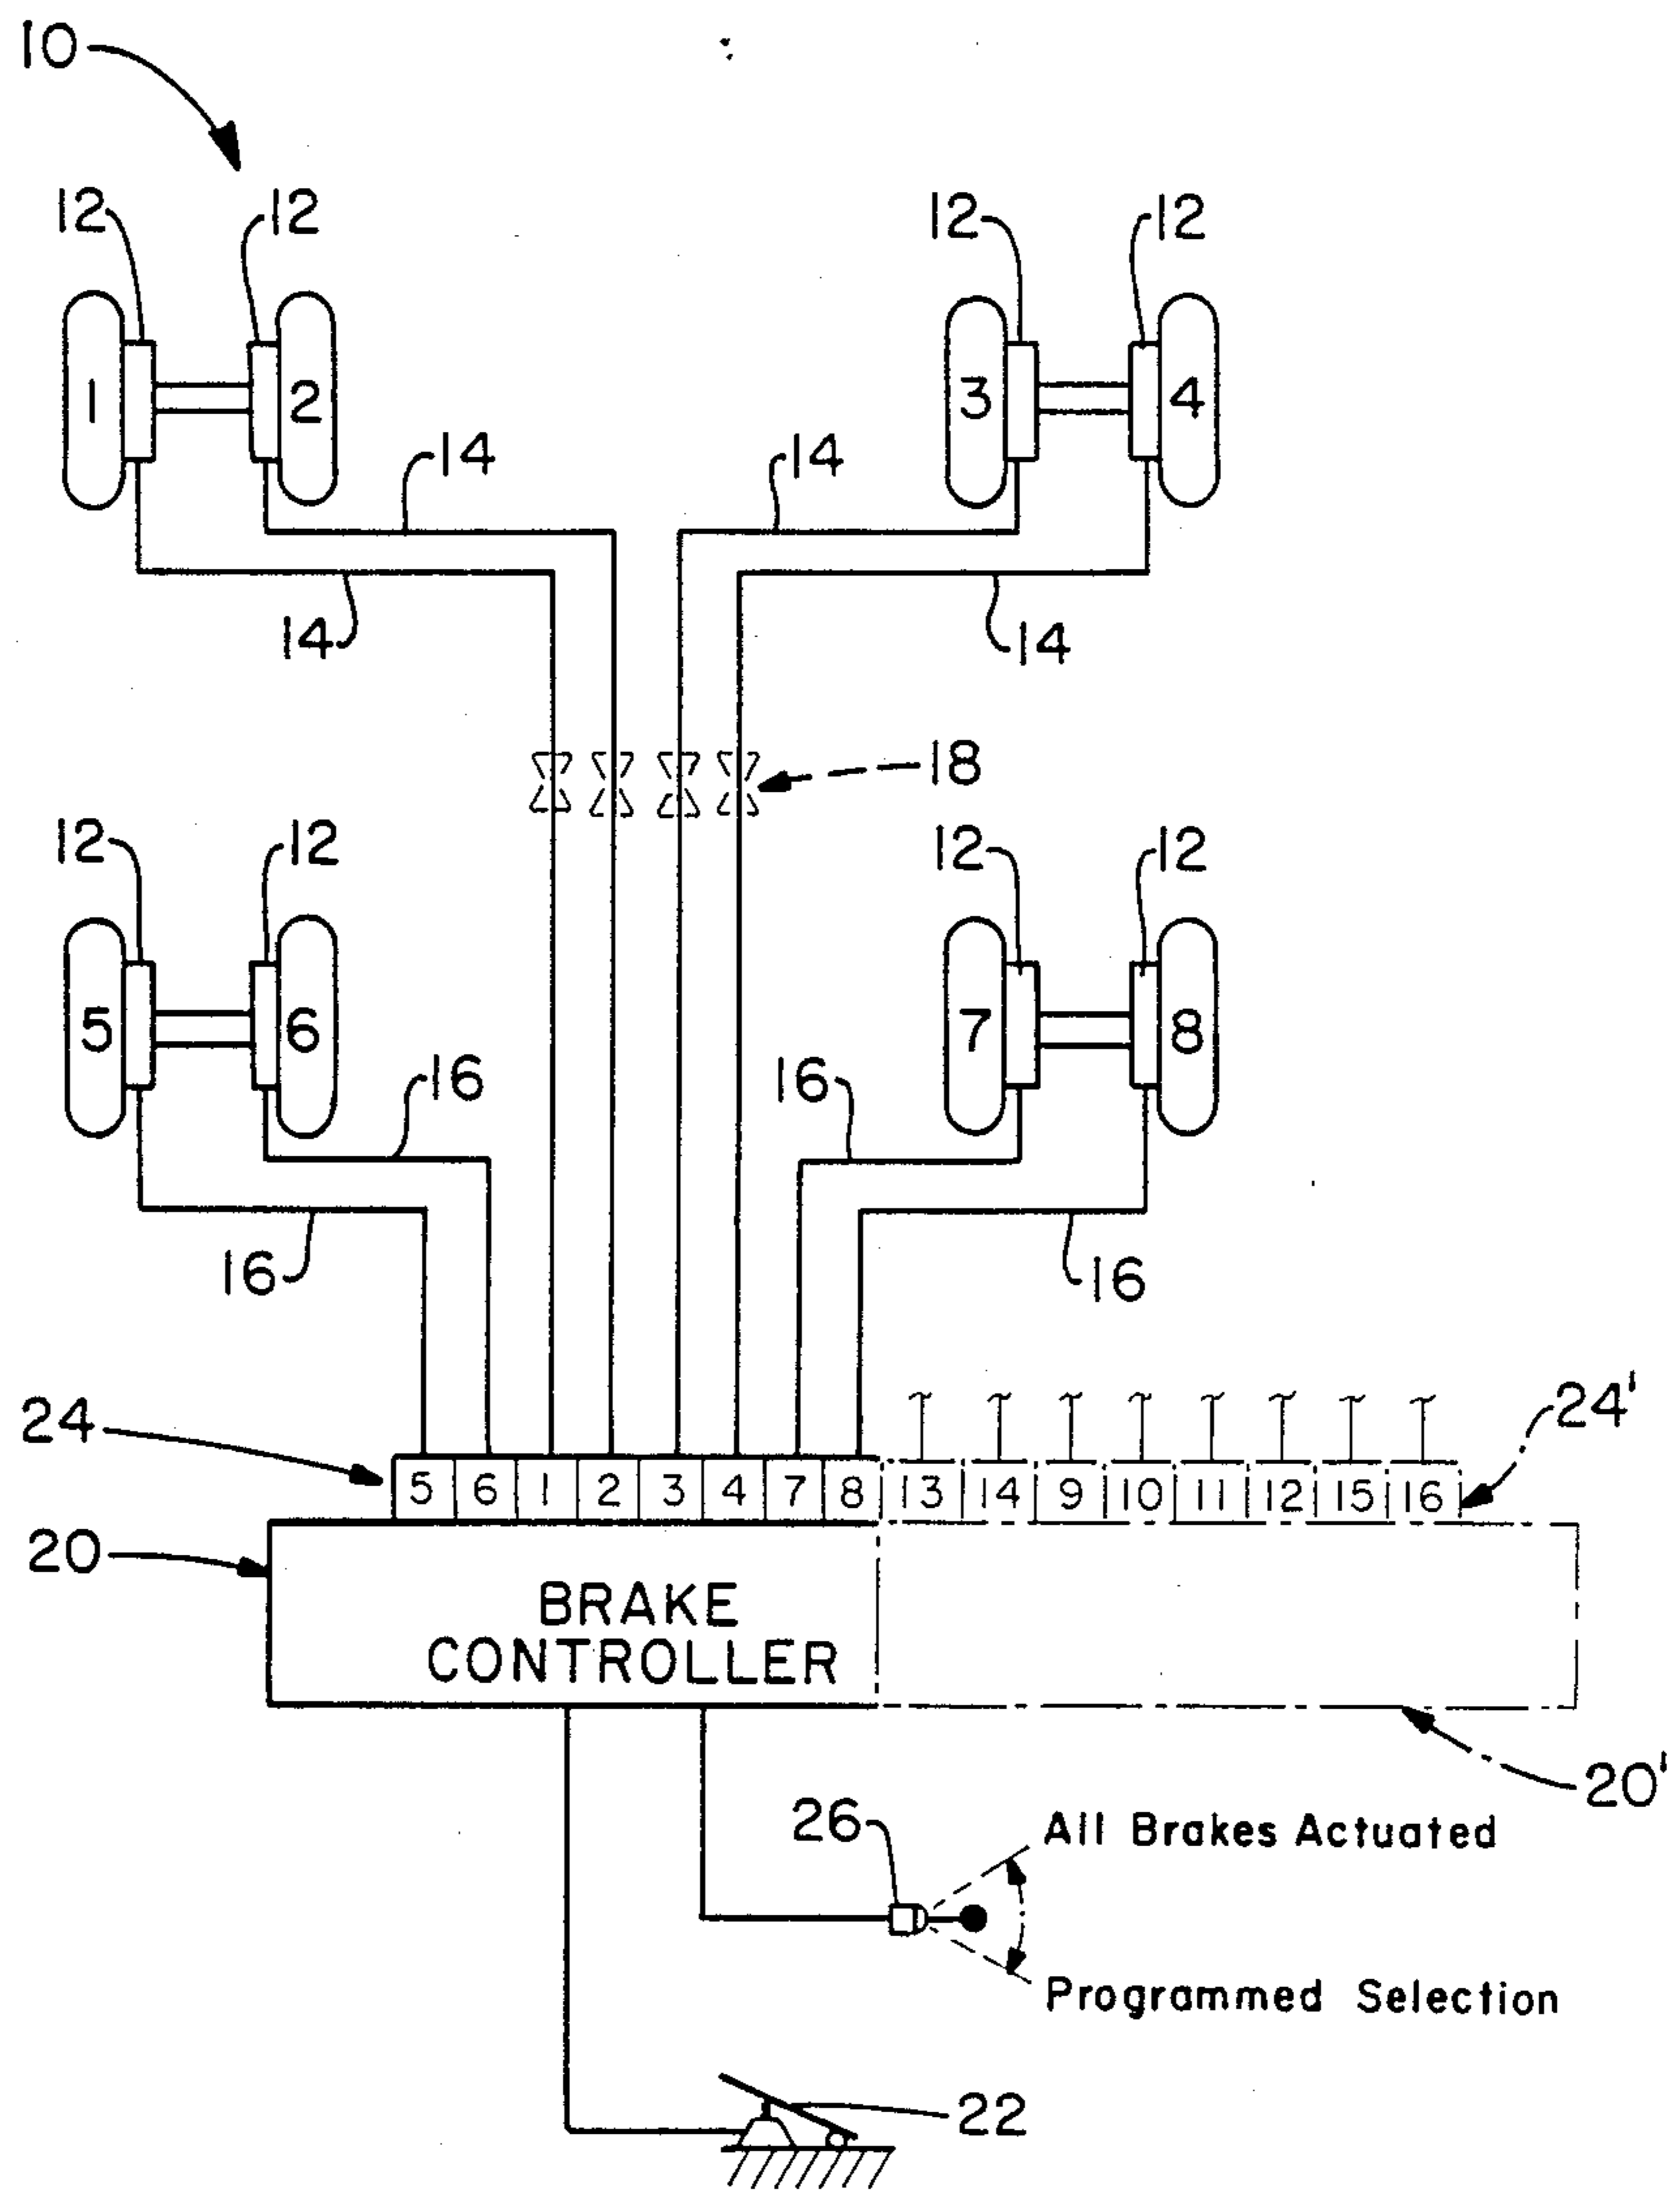 10
12 12 12 12
1 2 3 4
14 14
14 14
18
12 12 12 12
5 6 7 8
16 16
16 16
24 24'
5 6 1 2 3 4 7 8 13 14 9 10 11 12 15 16
20
BRAKE
CONTROLLER
20'
26
All Brakes Actuated
Programmed Selection
22